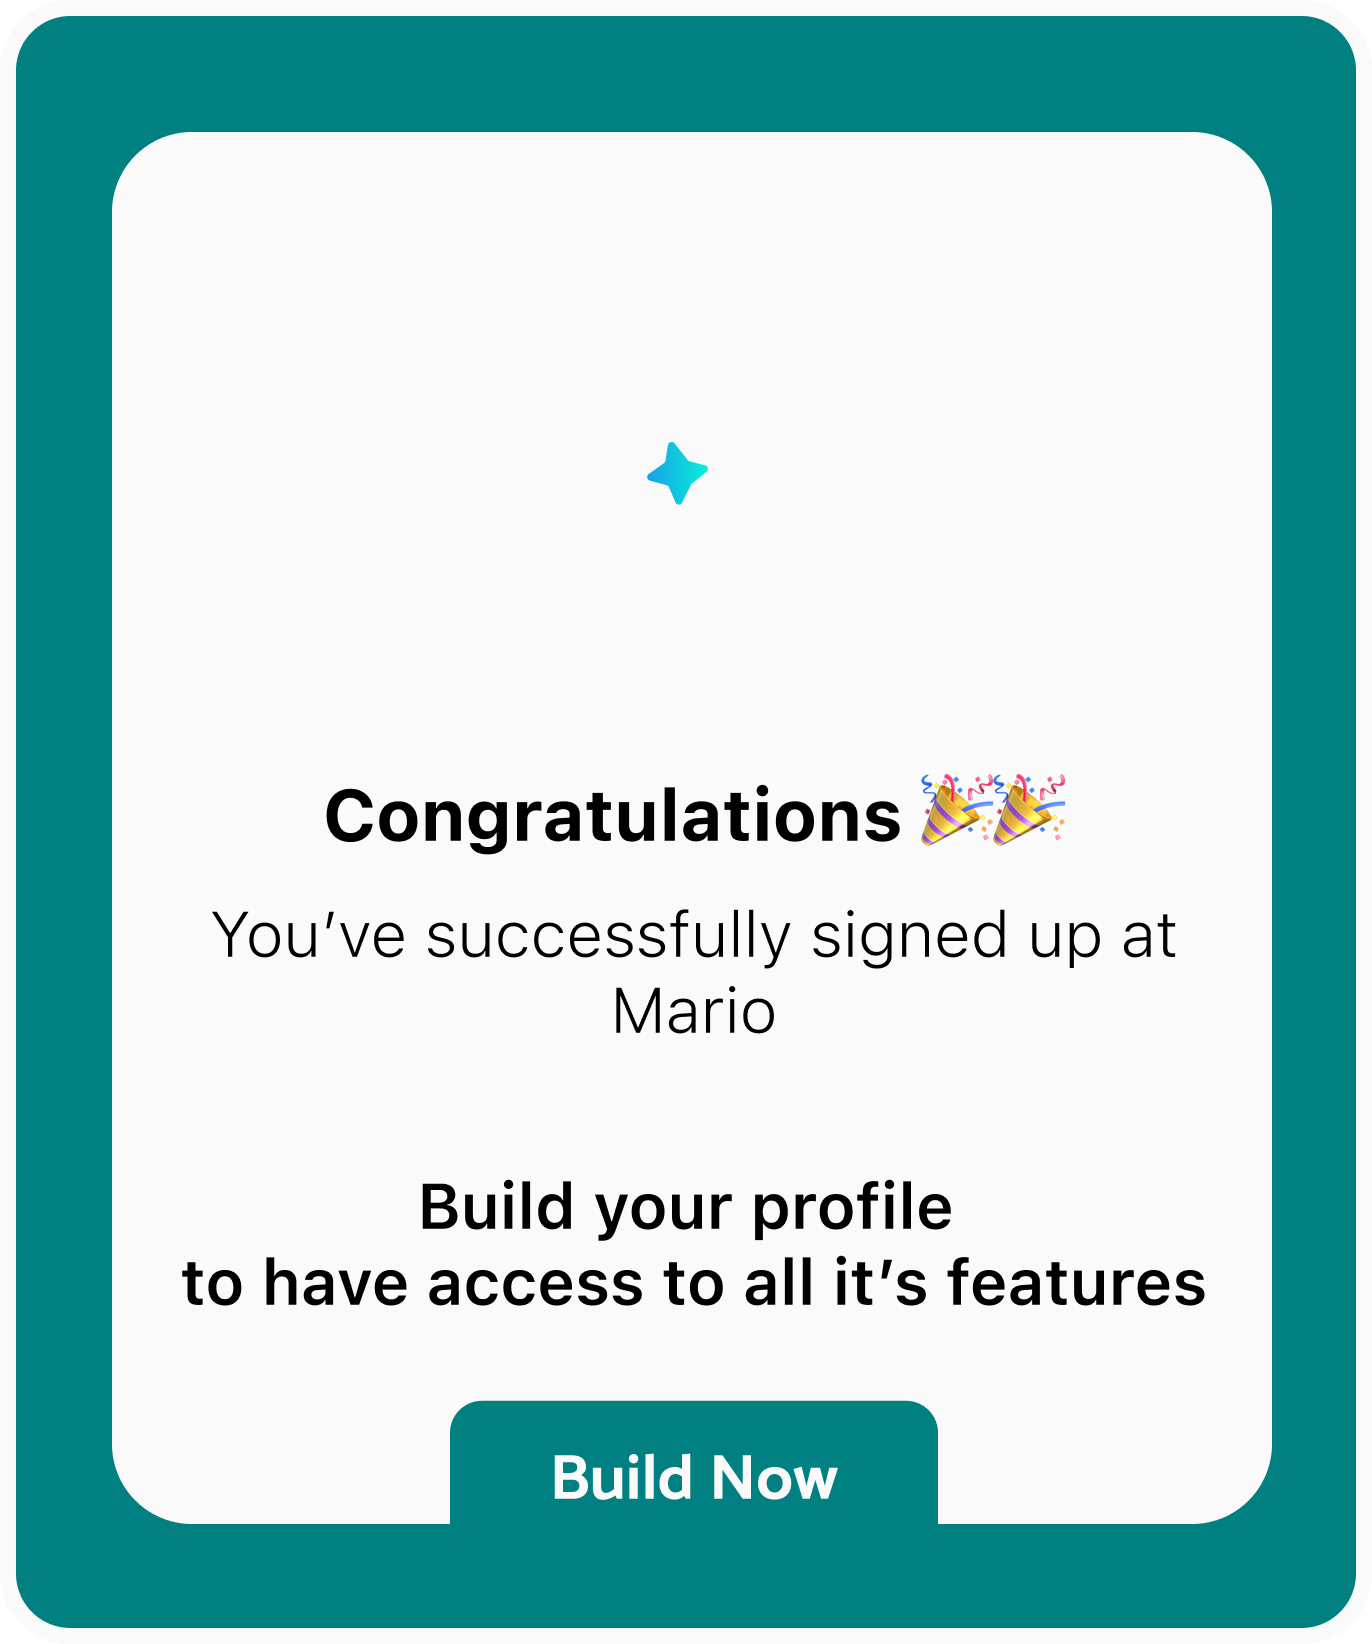 Congratulations 🎉🎉
You’ve successfully signed up at
Mario
Build your profile
to have access to all it’s features
Build Now